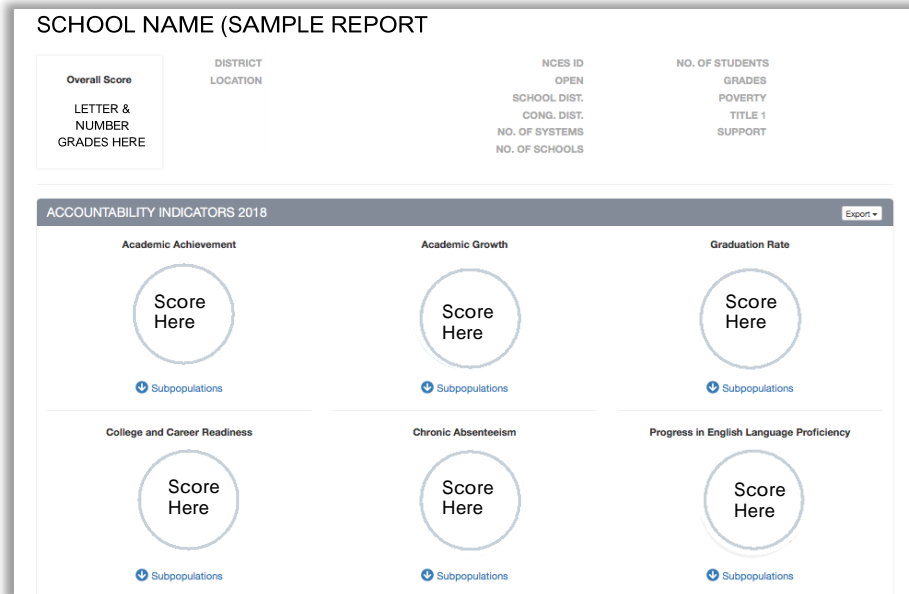 SCHOOL NAME (SAMPLE REPORT
Overall Score
LETTER &
NUMBER
GRADES HERE
DISTRICT
LOCATION
NCES ID
OPEN
SCHOOL DIST.
CONG. DIST.
NO. OF SYSTEMS
NO. OF SCHOOLS
NO. OF STUDENTS
GRADES
POVERTY
TITLE 1
SUPPORT
ACCOUNTABILITY INDICATORS 2018
Export
Academic Achievement
Score
Here
Subpopulations
Academic Growth
Score
Here
Subpopulations
Graduation Rate
Score
Here
Subpopulations
College and Career Readiness
Score
Here
Subpopulations
Chronic Absenteeism
Score
Here
Subpopulations
Progress in English Language Proficiency
Score
Here
Subpopulations